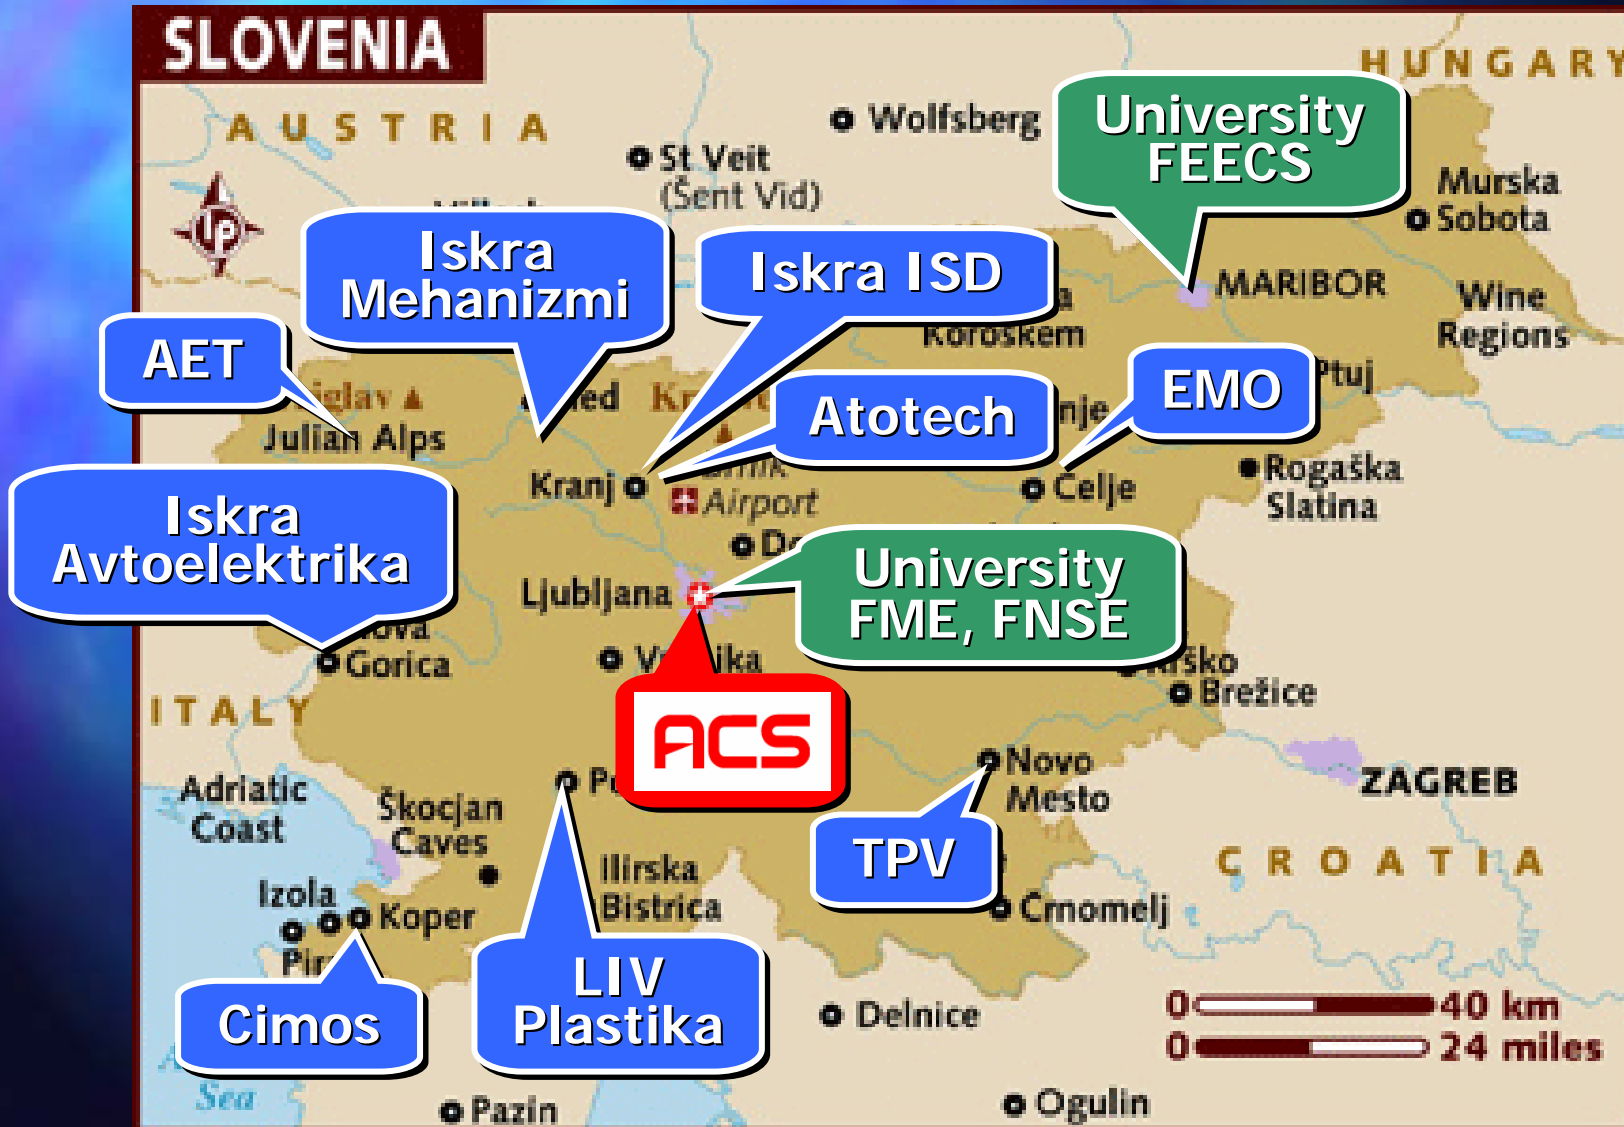 SLOVENIA
HUNGARY
AUSTRIA
Wolfsberg
University
FEECS
St Veit
(Šent Vid)
Murska
Sobota
LP
Iskra
Mehanizmi
Iskra ISD
MARIBOR
Wine
Regions
Koroškem
AET
Ptuj
EMO
Atotech
Julian Alps
Kranj
Airport
Celje
Rogaška
Slatina
Iskra
Avtoelektrika
University
FME, FNSE
Ljubljana
Gorica
Brežice
ITALY
ACS
Novo
Mesto
ZAGREB
Adriatic
Coast
Škocjan
Caves
TPV
CROATIA
Ilirska
Bistrica
Izola
Koper
Črnomelj
LIV
Plastika
Cimos
Delnice
0 40 km
0 24 miles
Sea
Pazin
Ogulin